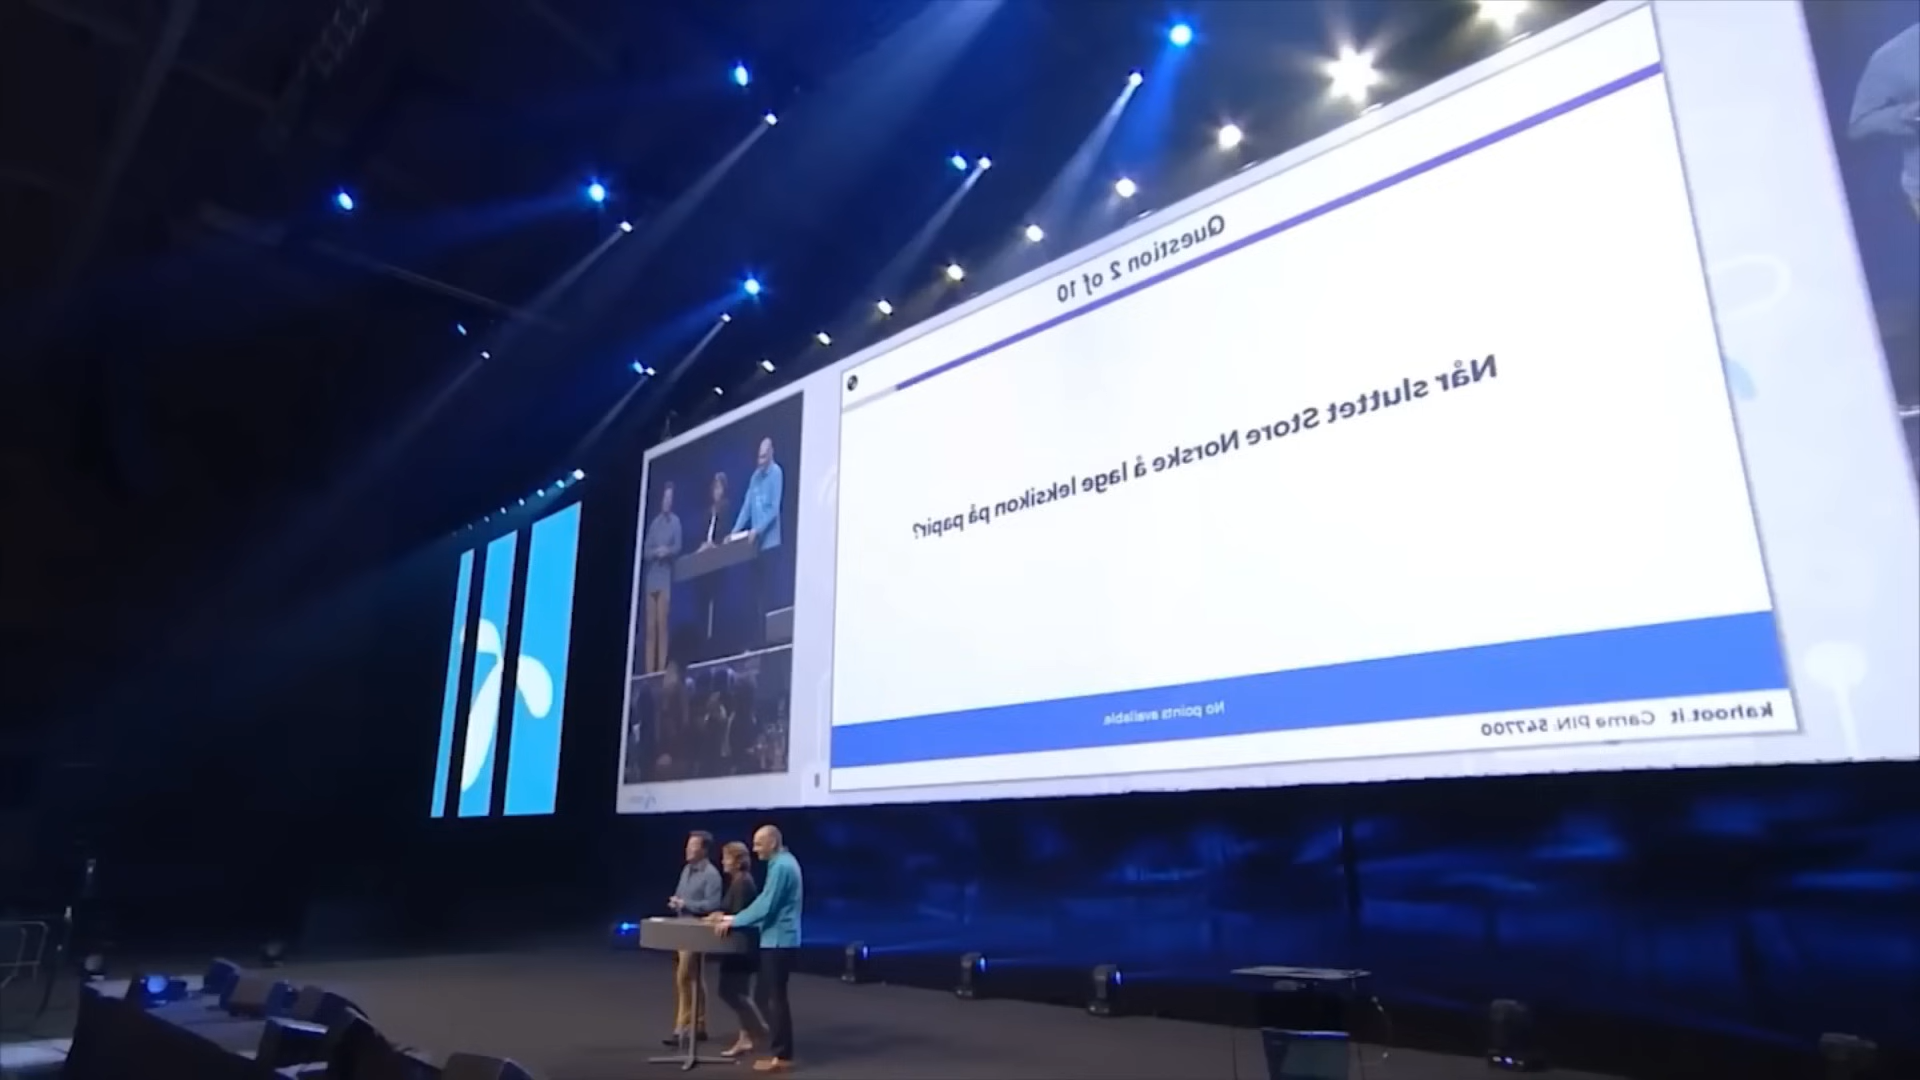 Question 2 of 10
Når sluttet Store Norske å lage leksikon på papir?
No points available.
kahoot.it Game PIN: 547700